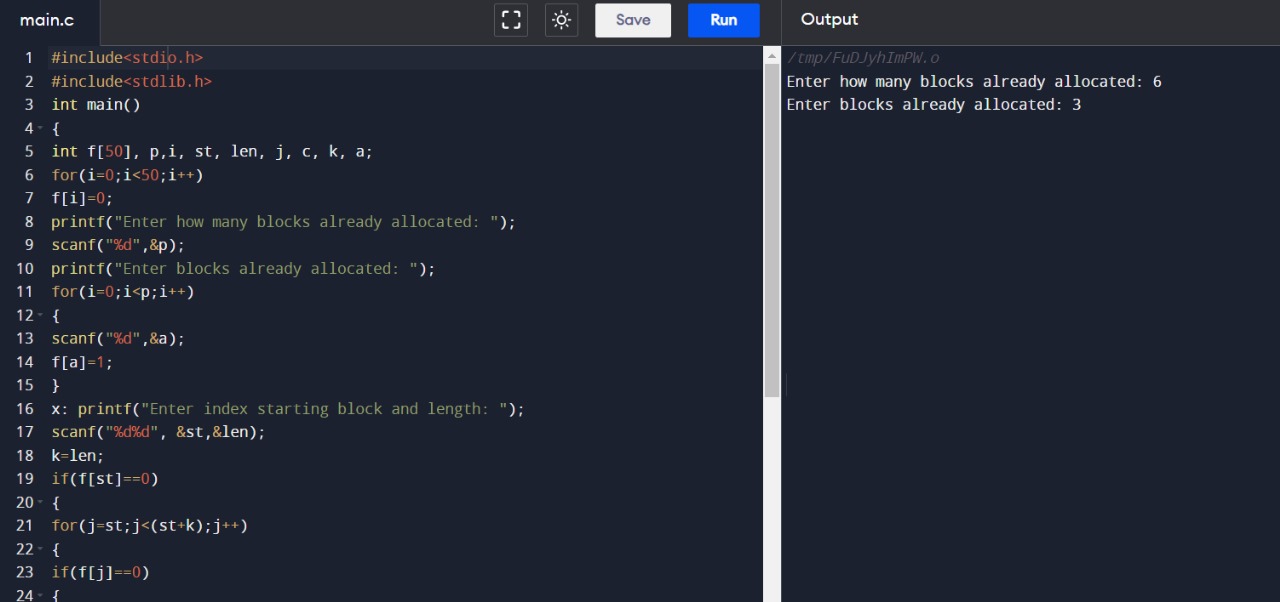 main.c
Save
Run
Output
1 #include<stdio.h>
2 #include<stdlib.h>
3 int main()
4 {
5 int f[50], p,i, st, len, j, c, k, a;
6 for(i=0;i<50;i++)
7 f[i]=0;
8 printf("Enter how many blocks already allocated: ");
9 scanf("%d",&p);
10 printf("Enter blocks already allocated: ");
11 for(i=0;i<p;i++)
12 {
13 scanf("%d",&a);
14 f[a]=1;
15 }
16 x: printf("Enter index starting block and length: ");
17 scanf("%d%d", &st,&len);
18 k=len;
19 if(f[st]==0)
20 {
21 for(j=st;j<(st+k);j++)
22 {
23 if(f[j]==0)
24 {
/tmp/FuDJyhImPW.o
Enter how many blocks already allocated: 6
Enter blocks already allocated: 3